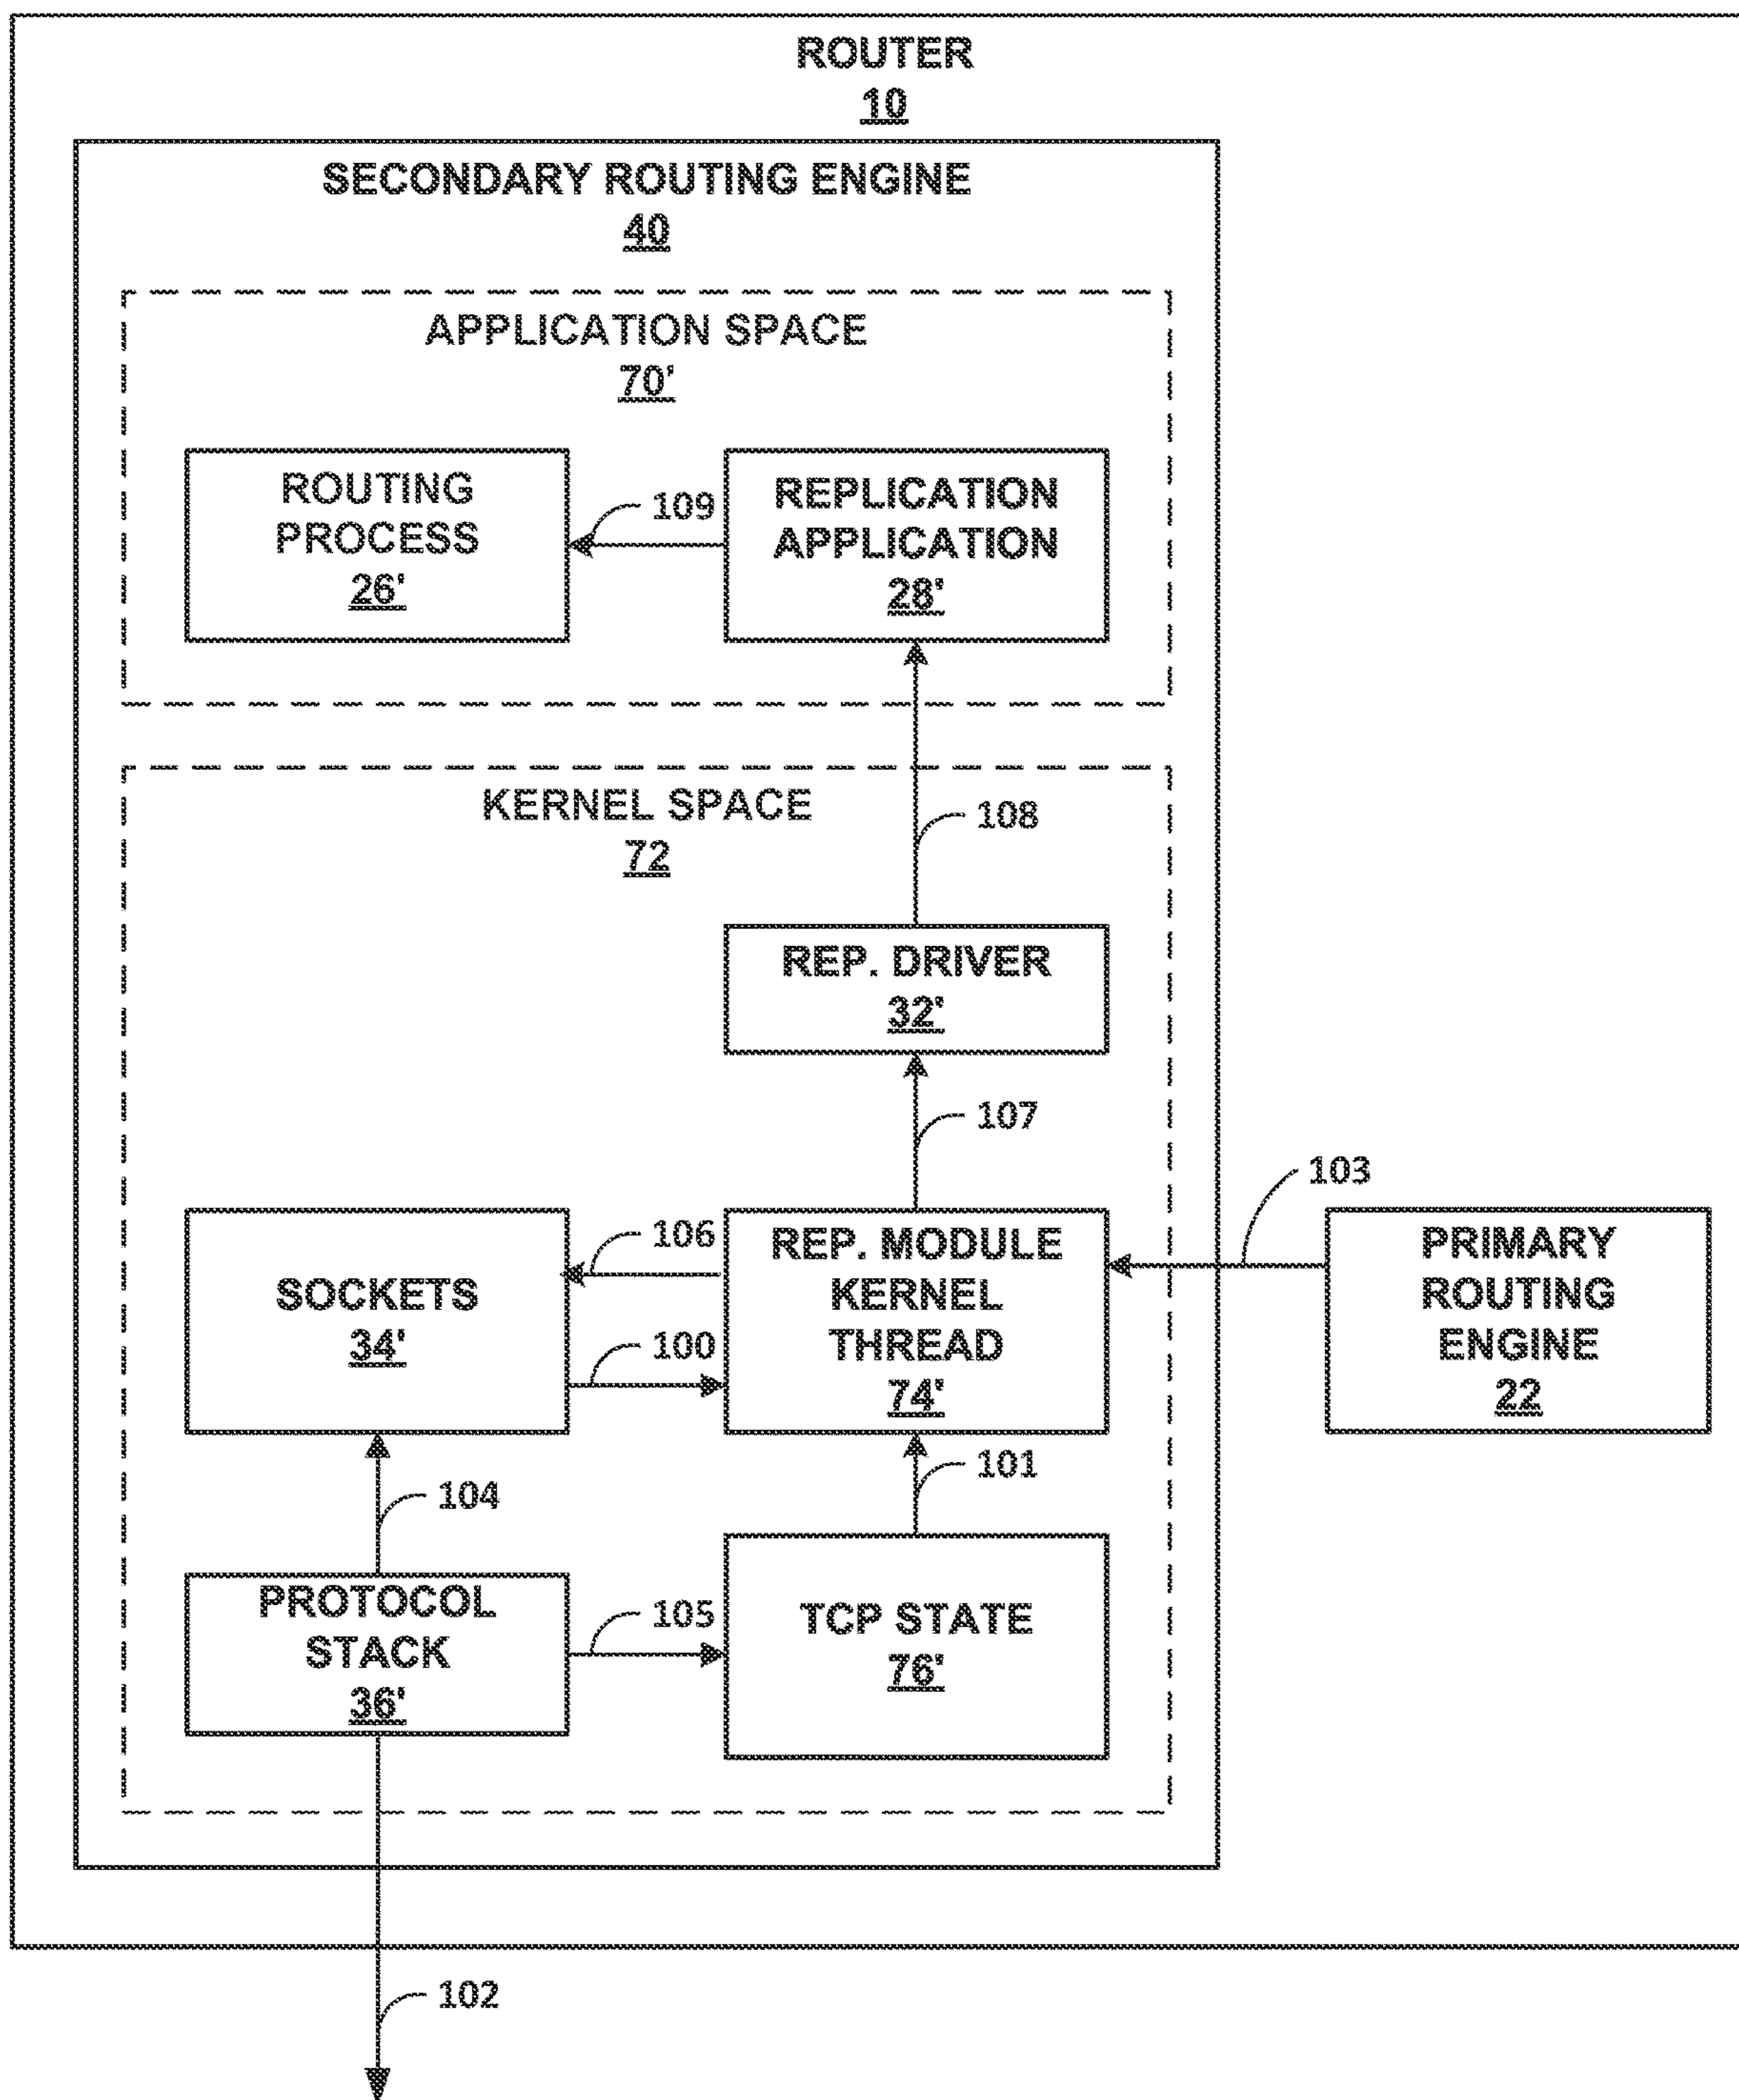 ROUTER
10
SECONDARY ROUTING ENGINE
40
APPLICATION SPACE
70'
ROUTING
PROCESS
26'
109
REPLICATION
APPLICATION
28'
KERNEL SPACE
72
108
REP. DRIVER
32'
107
103
SOCKETS
34'
106
100
REP. MODULE
KERNEL
THREAD
74'
PRIMARY
ROUTING
ENGINE
22
104
101
PROTOCOL
STACK
36'
105
TCP STATE
76'
102